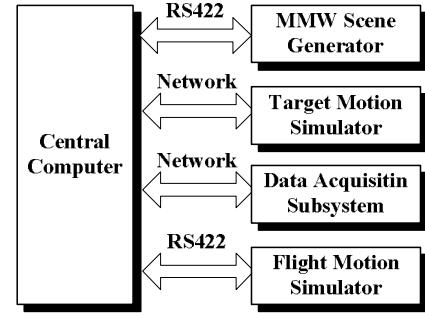 RS422
MMW Scene
Generator
Network
Target Motion
Simulator
Central
Computer
Network
Data Acquisitin
Subsystem
RS422
Flight Motion
Simulator